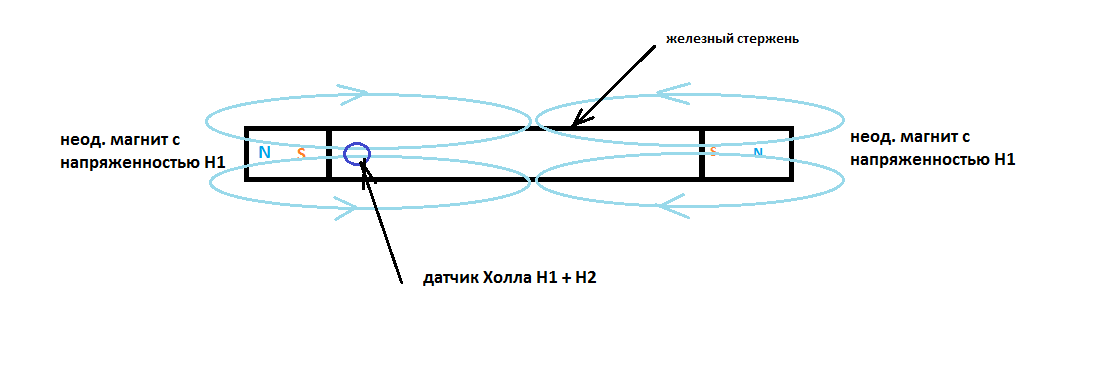 железный стержень
неод. магнит с
напряженностью H1
N S
S N
неод. магнит с
напряженностью H1
датчик Холла H1 + H2